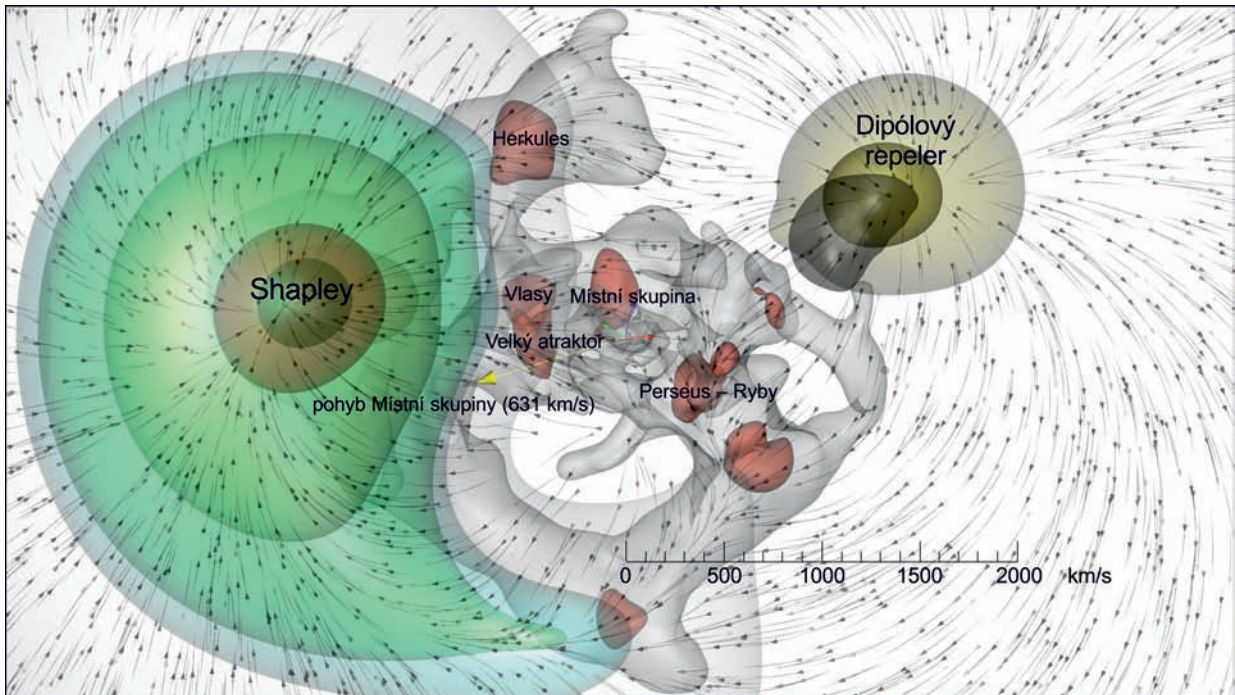 Herkules
Dipólový
repeler
Shapley
Vlasy
Místní skupina
Velký atraktor
Perseus – Ryby
pohyb Místní skupiny (631 km/s)
0 500 1000 1500 2000 km/s